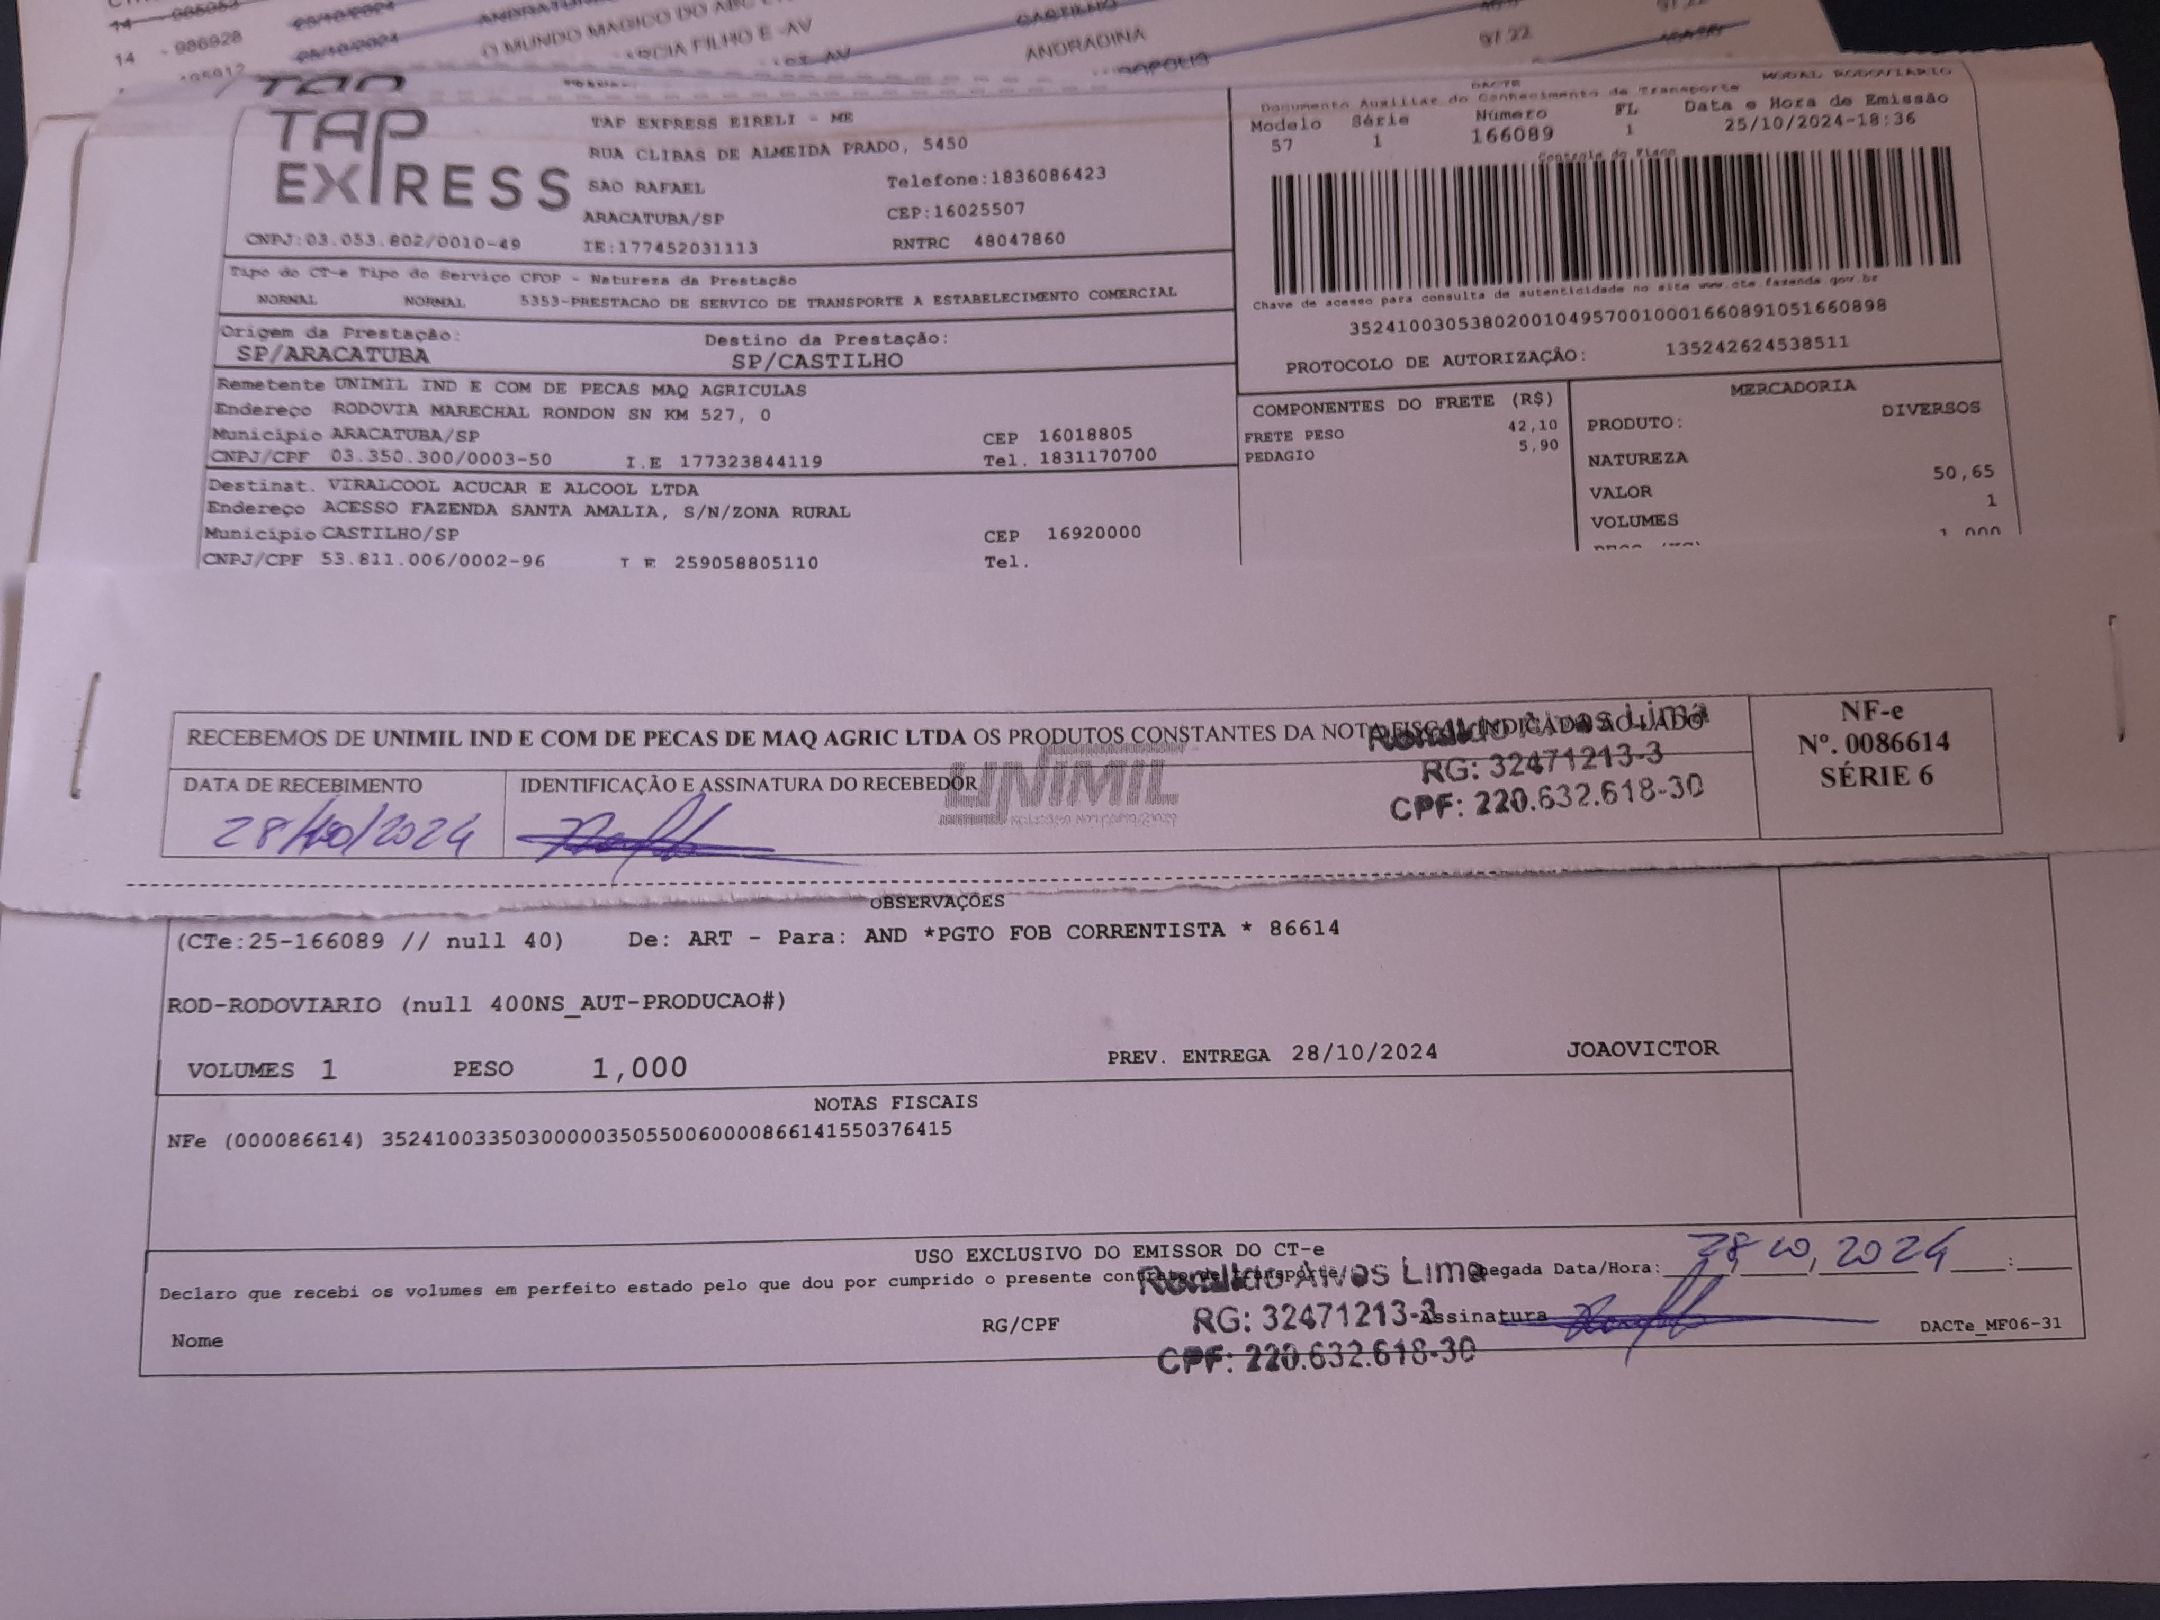 14 - 986928
O MUNDO MAGICO DO ABC
ANDRADINA
91.22
TAP EXPRESS
TAP EXPRESS EIRELI - ME
RUA CLIBAS DE ALMEIDA PRADO, 5450
SAO RAFAEL Telefone:1836086423
ARACATUBA/SP CEP:16025507
CNPJ:03.053.802/0010-49 IE:177452031113 RNTRC 48047860
DACTE MODAL RODOVIARIO
Documento Auxiliar do Conhecimento de Transporte
Modelo Série Número FL Data e Hora de Emissão
57 1 166089 1 25/10/2024-18:36
Controle do Fisco
Chave de acesso para consulta de autenticidade no site www.cte.fazenda.gov.br
35241003053802001049570010001660891051660898
PROTOCOLO DE AUTORIZAÇÃO: 135242624538511
Tipo do CT-e Tipo do Serviço CFOP - Natureza da Prestação
NORMAL NORMAL 5353-PRESTACAO DE SERVICO DE TRANSPORTE A ESTABELECIMENTO COMERCIAL
Origem da Prestação: Destino da Prestação:
SP/ARACATUBA SP/CASTILHO
Remetente UNIMIL IND E COM DE PECAS MAQ AGRICULAS
Endereço RODOVIA MARECHAL RONDON SN KM 527, 0
Município ARACATUBA/SP CEP 16018805
CNPJ/CPF 03.350.300/0003-50 I.E 177323844119 Tel. 1831170700
Destinat. VIRALCOOL ACUCAR E ALCOOL LTDA
Endereço ACESSO FAZENDA SANTA AMALIA, S/N/ZONA RURAL
Município CASTILHO/SP CEP 16920000
CNPJ/CPF 53.811.006/0002-96 I E 259058805110 Tel.
COMPONENTES DO FRETE (R$)
FRETE PESO 42,10
PEDAGIO 5,90
MERCADORIA
PRODUTO: DIVERSOS
NATUREZA
VALOR 50,65
VOLUMES 1
1,000
RECEBEMOS DE UNIMIL IND E COM DE PECAS DE MAQ AGRIC LTDA OS PRODUTOS CONSTANTES DA NOTA FISCAL INDICADA AO LADO
DATA DE RECEBIMENTO IDENTIFICAÇÃO E ASSINATURA DO RECEBEDOR
28/10/2024
UNIMIL
Ronaldo Alves Lima
RG: 32471213-3
CPF: 220.632.618-30
NF-e
Nº. 0086614
SÉRIE 6
OBSERVAÇÕES
(CTe:25-166089 // null 40) De: ART - Para: AND *PGTO FOB CORRENTISTA * 86614
ROD-RODOVIARIO (null 400NS_AUT-PRODUCAO#)
VOLUMES 1 PESO 1,000 PREV. ENTREGA 28/10/2024 JOAOVICTOR
NOTAS FISCAIS
NFe (000086614) 35241003350300000350550060000866141550376415
USO EXCLUSIVO DO EMISSOR DO CT-e
Declaro que recebi os volumes em perfeito estado pelo que dou por cumprido o presente contrato de transporte Chegada Data/Hora: 28 10, 2024 :
Ronaldo Alves Lima
RG: 32471213-3
CPF: 220.632.618-30
Nome RG/CPF Assinatura DACTe_MF06-31